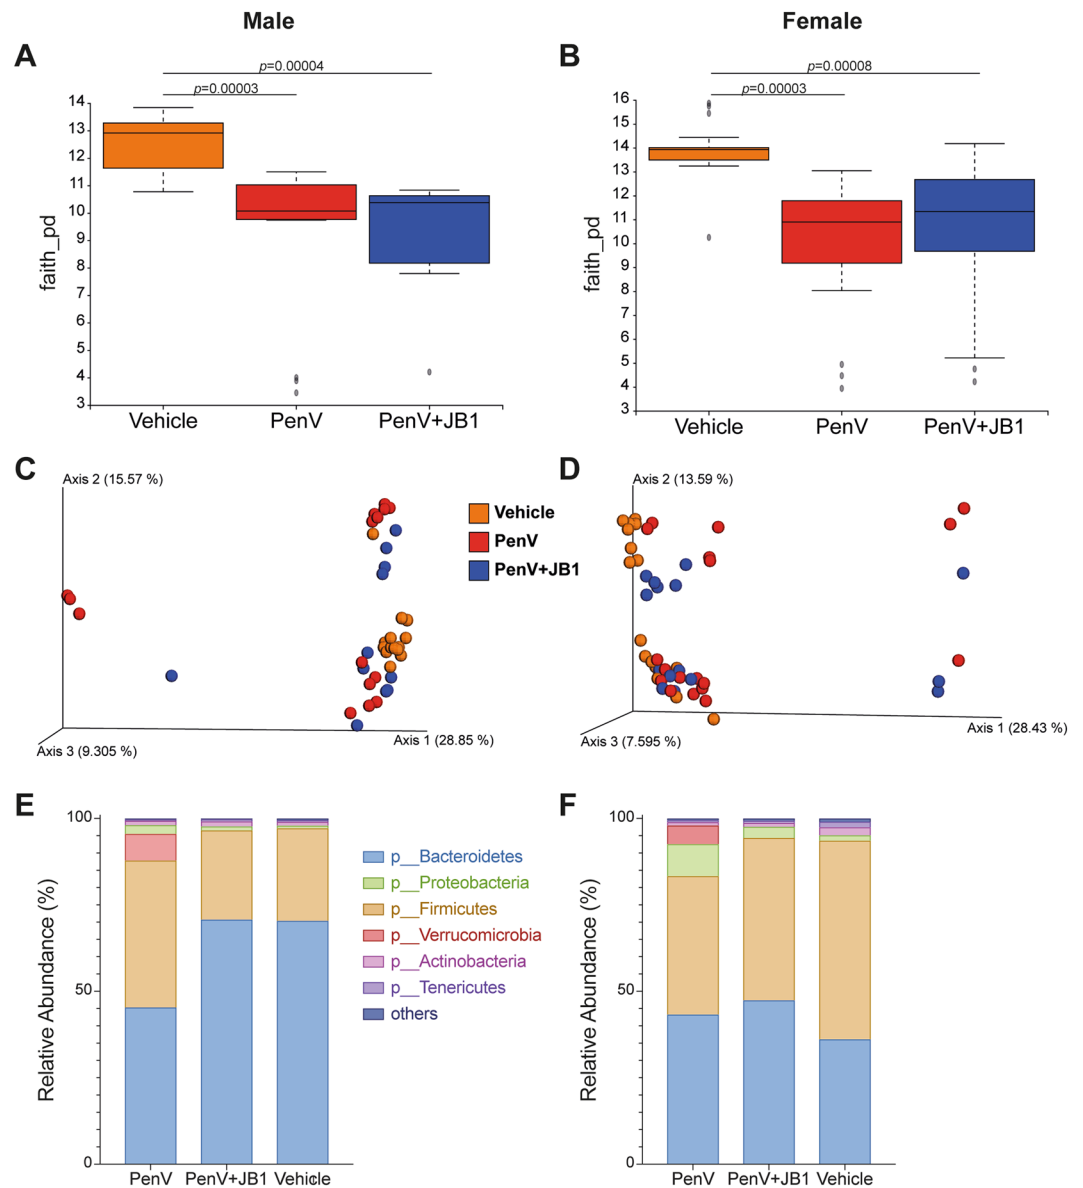 Male
Female
A
B
p=0.00004
p=0.00003
p=0.00008
p=0.00003
faith_pd
14
13
12
11
10
9
8
7
6
5
4
3
Vehicle
PenV
PenV+JB1
faith_pd
16
15
14
13
12
11
10
9
8
7
6
5
4
3
Vehicle
PenV
PenV+JB1
C
Axis 2 (15.57 %)
Axis 3 (9.305 %)
Axis 1 (28.85 %)
Vehicle
PenV
PenV+JB1
D
Axis 2 (13.59 %)
Axis 3 (7.595 %)
Axis 1 (28.43 %)
E
Relative Abundance (%)
100
50
0
PenV
PenV+JB1
Vehicle
p__Bacteroidetes
p__Proteobacteria
p__Firmicutes
p__Verrucomicrobia
p__Actinobacteria
p__Tenericutes
others
F
Relative Abundance (%)
100
50
0
PenV
PenV+JB1
Vehicle